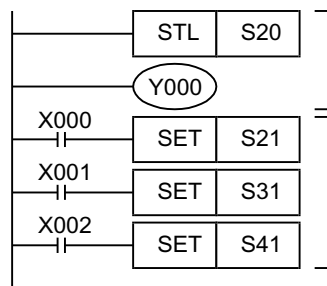 STL S20
Y000
X000
SET S21
X001
SET S31
X002
SET S41